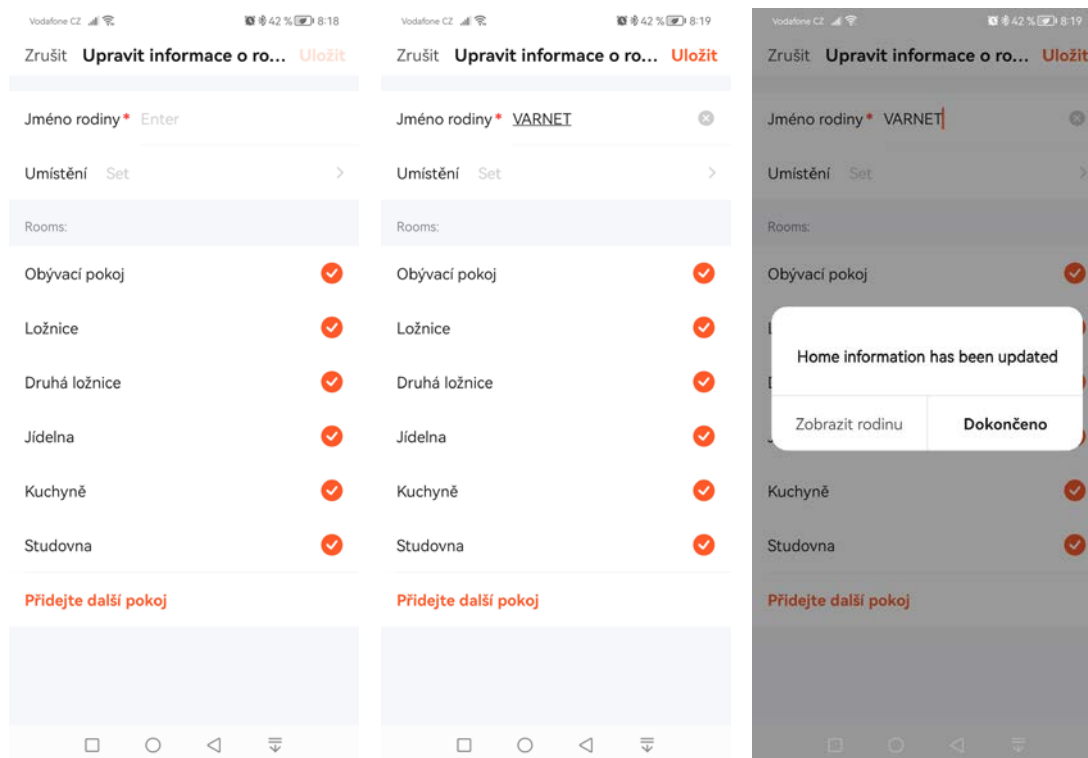 Vodafone CZ 42 % 8:18
Zrušit Upravit informace o ro... Uložit
Jméno rodiny* Enter
Umístění Set
Rooms:
Obývací pokoj
Ložnice
Druhá ložnice
Jídelna
Kuchyně
Studovna
Přidejte další pokoj
Vodafone CZ 42 % 8:19
Zrušit Upravit informace o ro... Uložit
Jméno rodiny* VARNET
Umístění Set
Rooms:
Obývací pokoj
Ložnice
Druhá ložnice
Jídelna
Kuchyně
Studovna
Přidejte další pokoj
Vodafone CZ 42 % 8:19
Zrušit Upravit informace o ro... Uložit
Jméno rodiny* VARNET
Umístění Set
Rooms:
Obývací pokoj
Home information has been updated
Zobrazit rodinu Dokončeno
Kuchyně
Studovna
Přidejte další pokoj